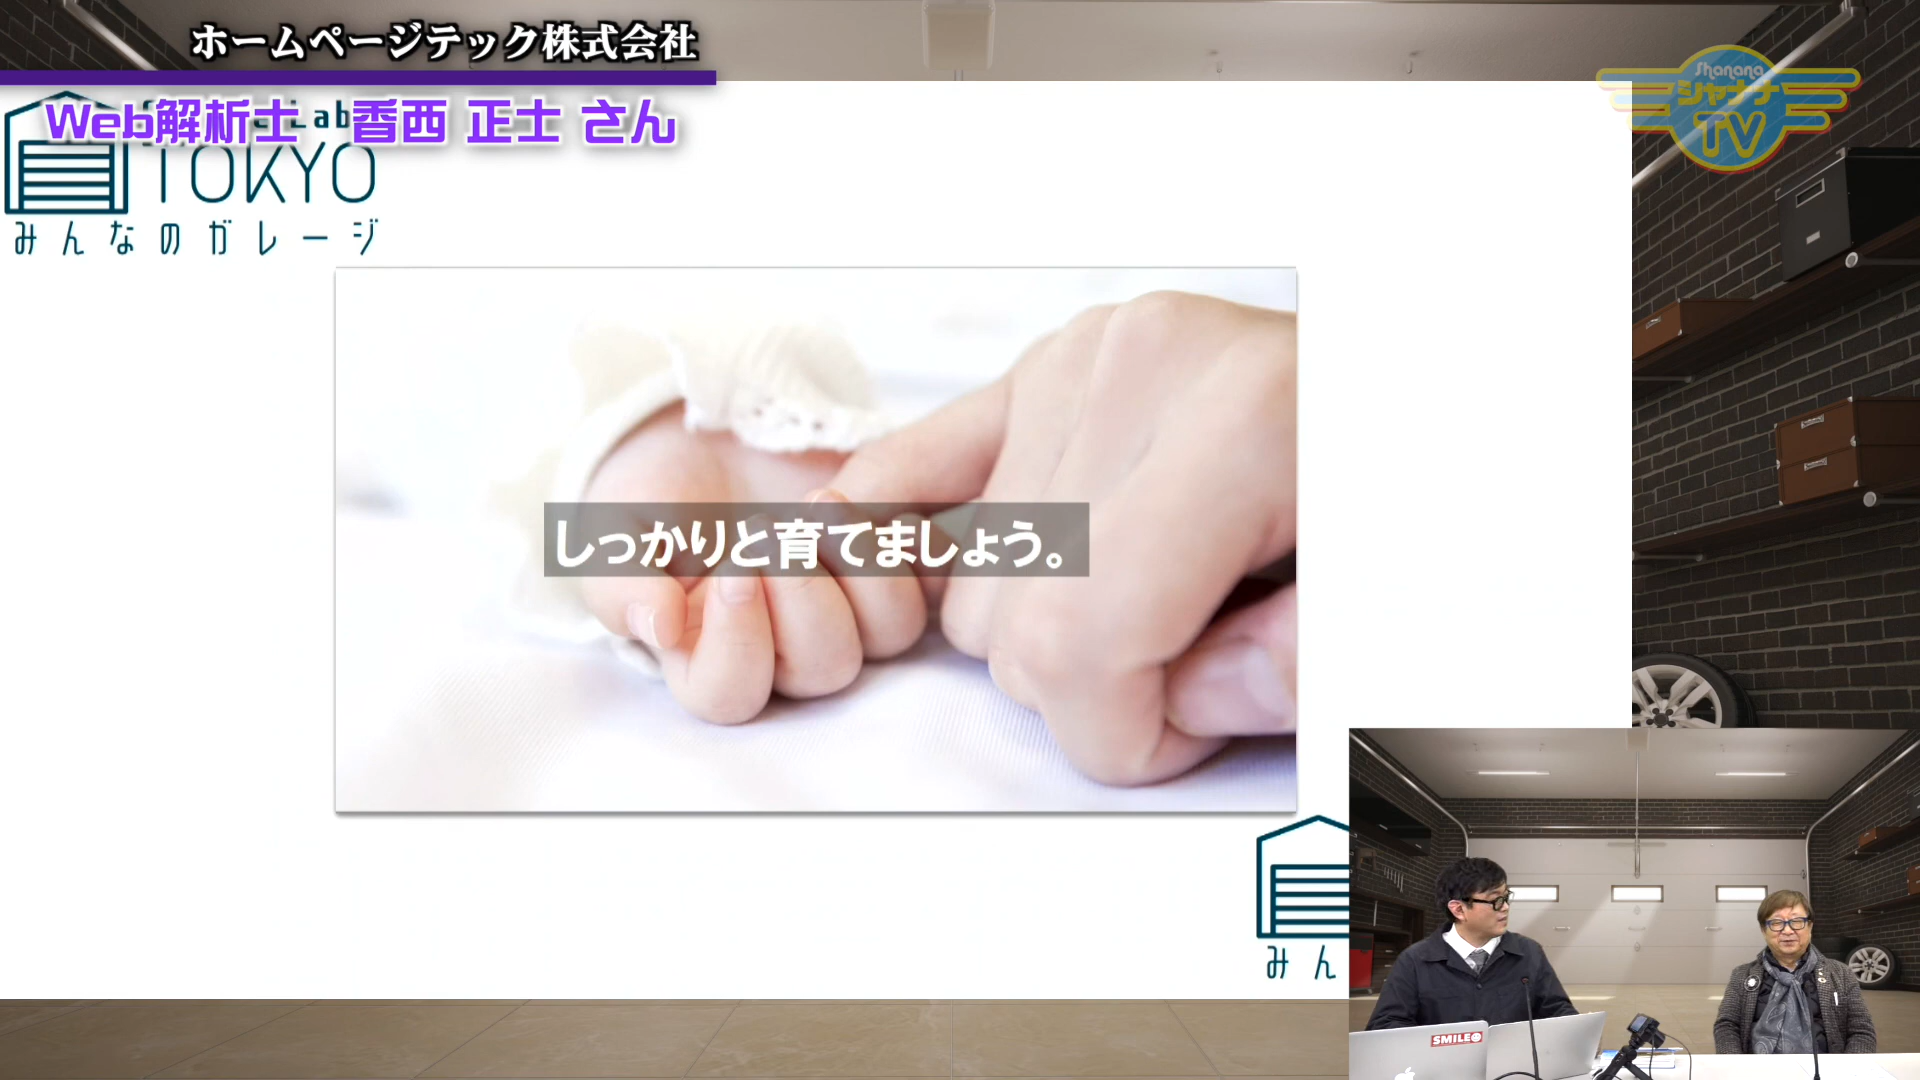 ホームページテック株式会社
Web解析士 香西 正士 さん
Lab
TOKYO
みんなのガレージ
Shanana
シャナナ
TV
しっかりと育てましょう。
みん
SMILE